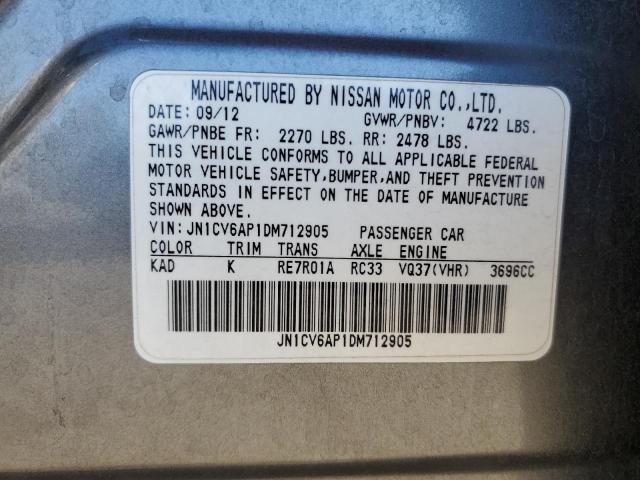 MANUFACTURED BY NISSAN MOTOR CO.,LTD.
DATE: 09/12 GVWR/PNBV: 4722 LBS.
GAWR/PNBE FR: 2270 LBS. RR: 2478 LBS.
THIS VEHICLE CONFORMS TO ALL APPLICABLE FEDERAL
MOTOR VEHICLE SAFETY,BUMPER,AND THEFT PREVENTION
STANDARDS IN EFFECT ON THE DATE OF MANUFACTURE
SHOWN ABOVE.
VIN: JN1CV6AP1DM712905 PASSENGER CAR
COLOR TRIM TRANS AXLE ENGINE
KAD K RE7R01A RC33 VQ37(VHR) 3696CC
JN1CV6AP1DM712905